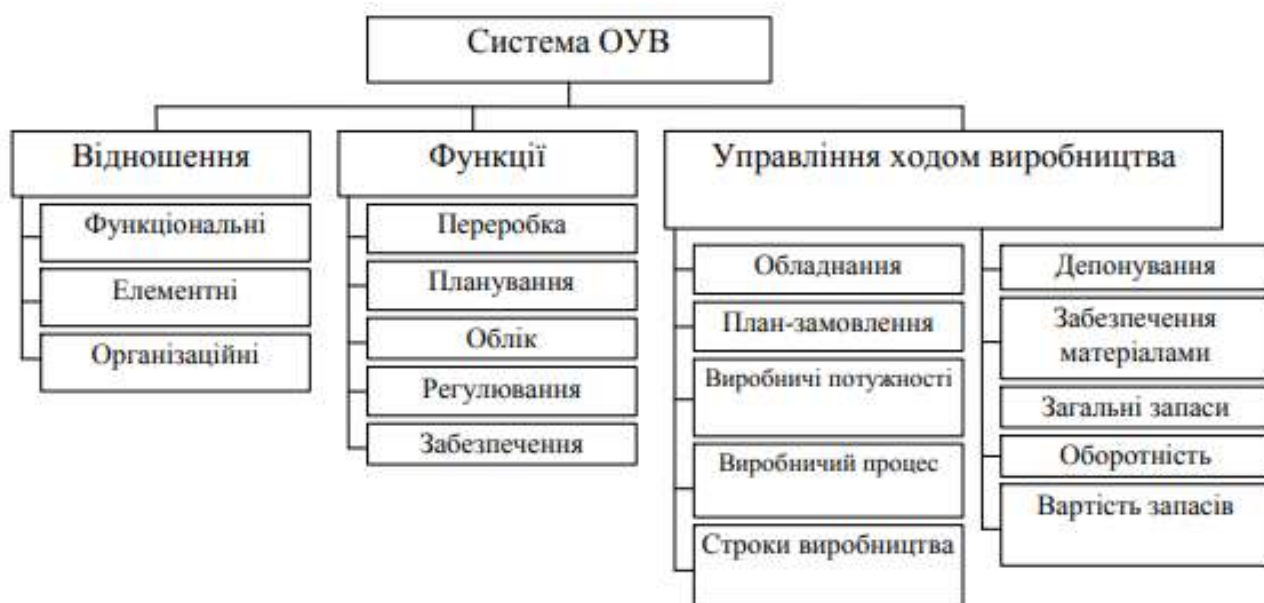 Система ОУВ
Відношення
Функціональні
Елементні
Організаційні
Функції
Переробка
Планування
Облік
Регулювання
Забезпечення
Управління ходом виробництва
Обладнання
План-замовлення
Виробничі потужності
Виробничий процес
Строки виробництва
Депонування
Забезпечення
матеріалами
Загальні запаси
Оборотність
Вартість запасів